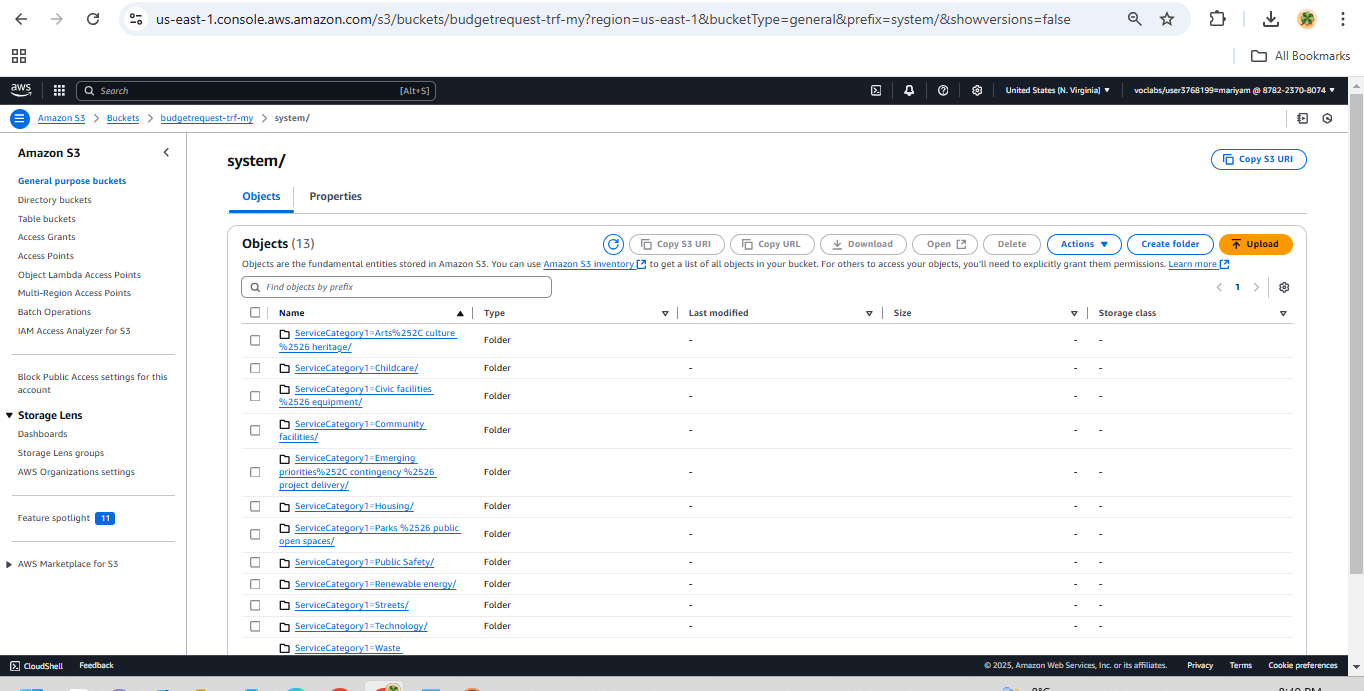 us-east-1.console.aws.amazon.com/s3/buckets/budgetrequest-trf-my?region=us-east-1&bucketType=general&prefix=system/&showversions=false
All Bookmarks
aws
Search [Alt+S]
United States (N. Virginia)
voclabs/user3768199=mariyam @ 8782-2370-8074
Amazon S3 > Buckets > budgetrequest-trf-my > system/
Amazon S3
General purpose buckets
Directory buckets
Table buckets
Access Grants
Access Points
Object Lambda Access Points
Multi-Region Access Points
Batch Operations
IAM Access Analyzer for S3
Block Public Access settings for this
account
Storage Lens
Dashboards
Storage Lens groups
AWS Organizations settings
Feature spotlight 11
AWS Marketplace for S3
system/
Copy S3 URI
Objects Properties
Objects (13)
Copy S3 URI Copy URL Download Open Delete Actions Create folder Upload
Objects are the fundamental entities stored in Amazon S3. You can use Amazon S3 inventory to get a list of all objects in your bucket. For others to access your objects, you'll need to explicitly grant them permissions. Learn more
Find objects by prefix
1
Name Type Last modified Size Storage class
ServiceCategory1=Arts%252C culture
%2526 heritage/
Folder - - -
ServiceCategory1=Childcare/ Folder - - -
ServiceCategory1=Civic facilities
%2526 equipment/
Folder - - -
ServiceCategory1=Community
facilities/
Folder - - -
ServiceCategory1=Emerging
priorities%252C contingency %2526
project delivery/
Folder - - -
ServiceCategory1=Housing/ Folder - - -
ServiceCategory1=Parks %2526 public
open spaces/
Folder - - -
ServiceCategory1=Public Safety/ Folder - - -
ServiceCategory1=Renewable energy/ Folder - - -
ServiceCategory1=Streets/ Folder - - -
ServiceCategory1=Technology/ Folder - - -
ServiceCategory1=Waste
CloudShell Feedback
© 2025, Amazon Web Services, Inc. or its affiliates. Privacy Terms Cookie preferences